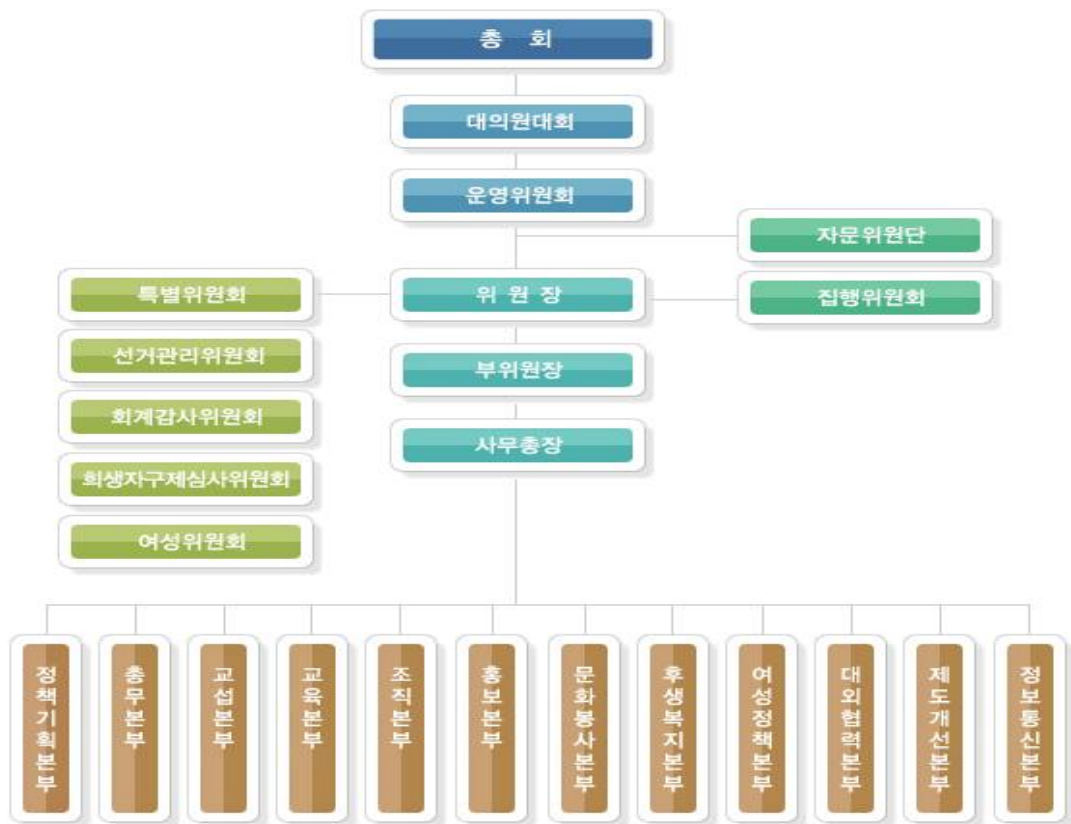 총 회
대의원대회
운영위원회
자문위원단
특별위원회
위 원 장
집행위원회
선거관리위원회
부위원장
회계감사위원회
사무총장
희생자구제심사위원회
여성위원회
정책기획본부
총무본부
교섭본부
교육본부
조직본부
홍보본부
문화봉사본부
후생복지본부
여성정책본부
대외협력본부
제도개선본부
정보통신본부